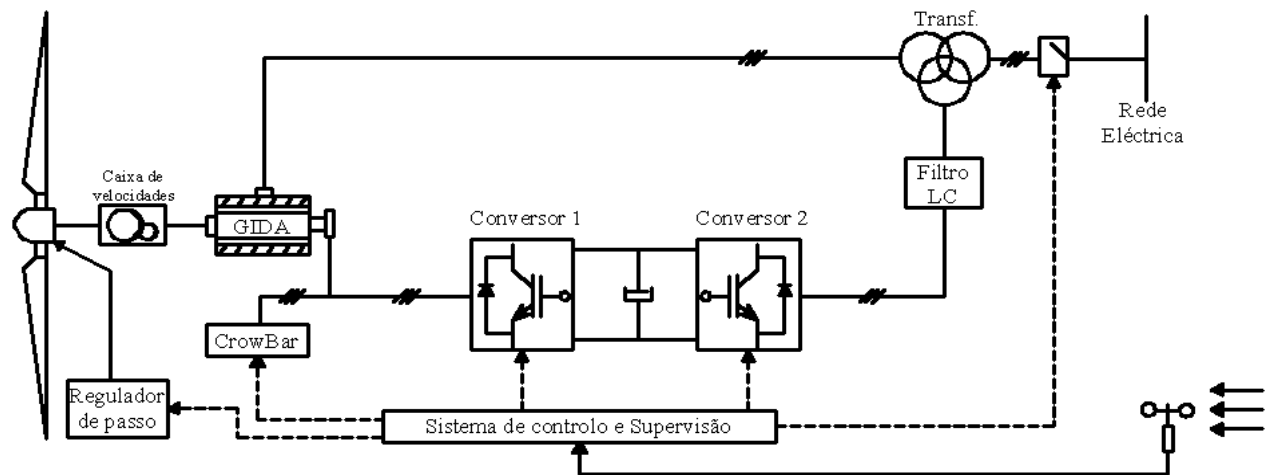 Transf.
Rede
Eléctrica
Caixa de
velocidades
Filtro
LC
GIDA
Conversor 1
Conversor 2
CrowBar
Regulador
de passo
Sistema de controlo e Supervisão